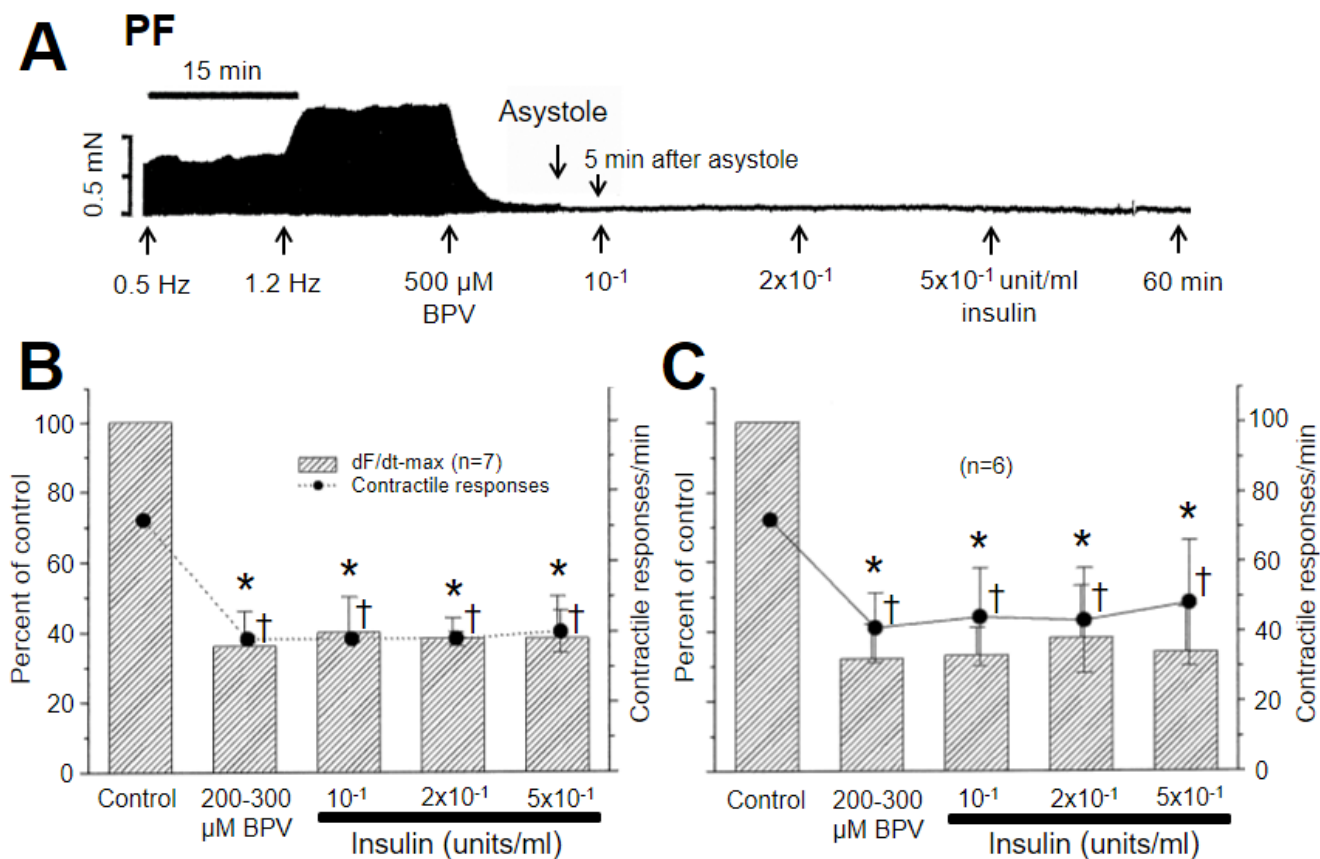 A
PF
15 min
Asystole
5 min after asystole
0.5 mN
0.5 Hz
1.2 Hz
500 µM
BPV
10⁻¹
2x10⁻¹
5x10⁻¹ unit/ml
insulin
60 min
B
Percent of control
100
80
60
40
20
0
dF/dt-max (n=7)
Contractile responses
*
*
*
*
†
†
†
†
Contractile responses/min
Control
200-300
µM BPV
10⁻¹
2x10⁻¹
5x10⁻¹
Insulin (units/ml)
C
Percent of control
(n=6)
*
*
*
*
†
†
†
†
100
80
60
40
20
0
Contractile responses/min
Control
200-300
µM BPV
10⁻¹
2x10⁻¹
5x10⁻¹
Insulin (units/ml)